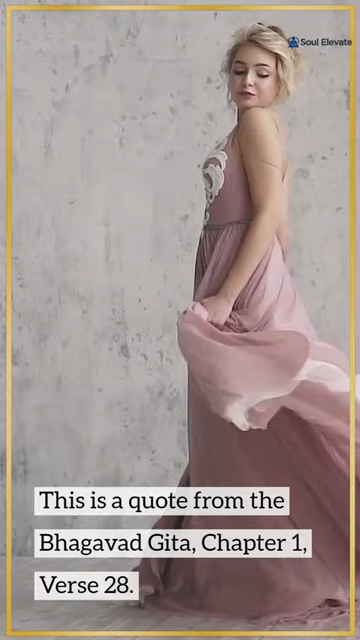 Soul Elevate
This is a quote from the
Bhagavad Gita, Chapter 1,
Verse 28.